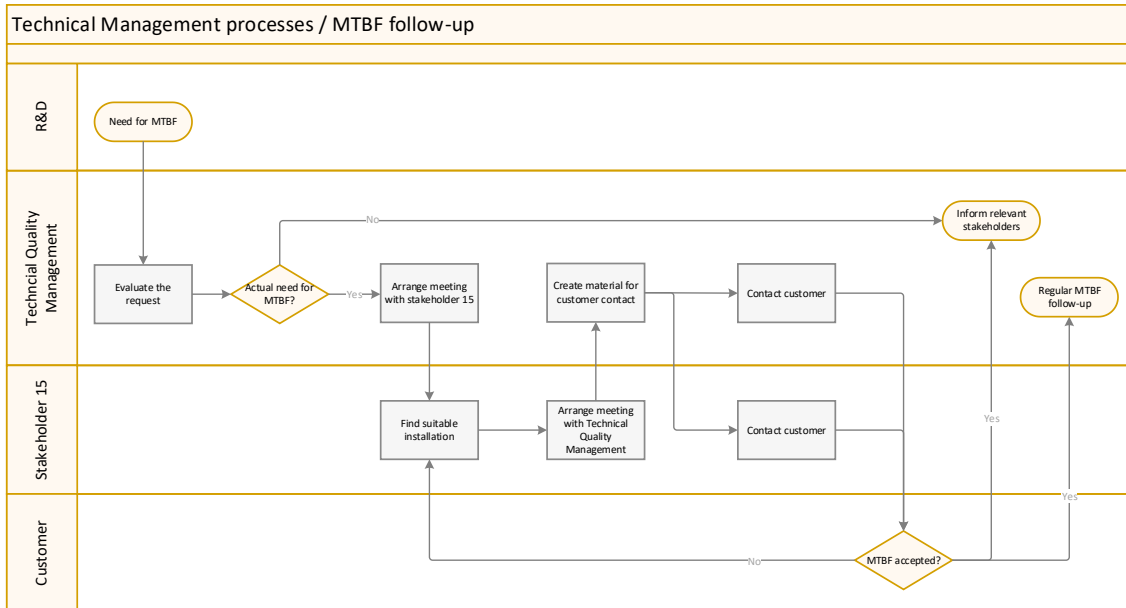 Technical Management processes / MTBF follow-up
R&D
Need for MTBF
Techncial Quality
Management
Evaluate the
request
Actual need for
MTBF?
No
Yes
Arrange meeting
with stakeholder 15
Create material for
customer contact
Contact customer
Inform relevant
stakeholders
Regular MTBF
follow-up
Stakeholder 15
Find suitable
installation
Arrange meeting
with Technical
Quality
Management
Contact customer
Yes
Yes
Customer
No
MTBF accepted?